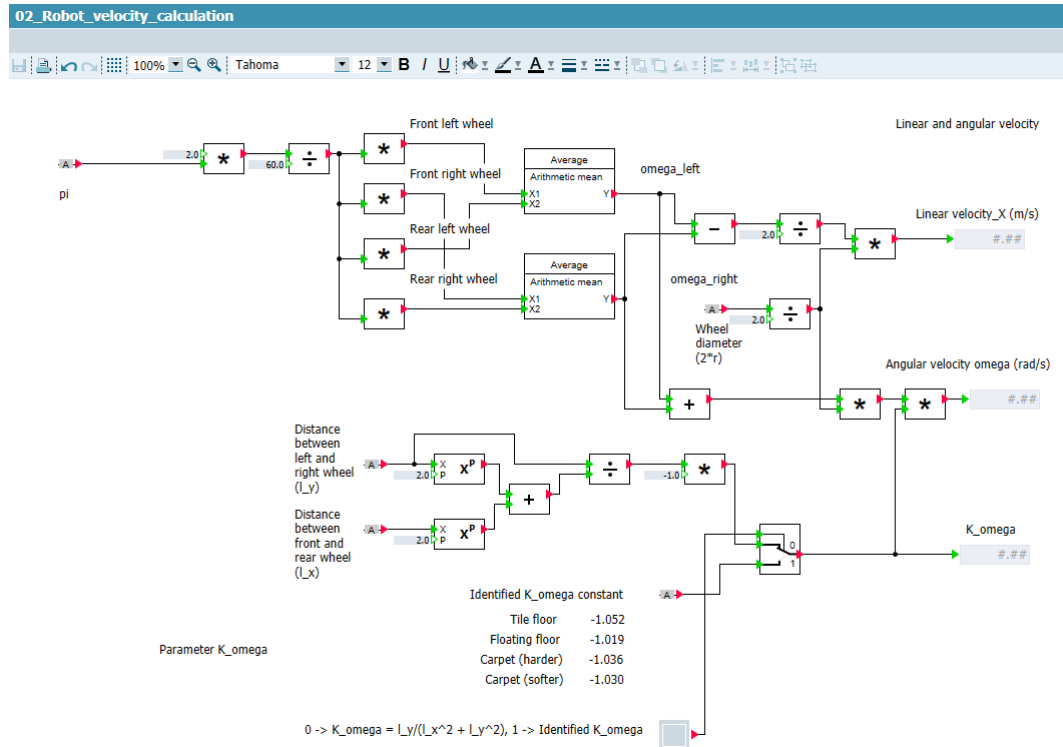 02_Robot_velocity_calculation
100%
Tahoma
12
B
I
U
A
Front left wheel
Linear and angular velocity
A
2.0
*
60.0
÷
*
pi
Average
Arithmetic mean
X1
X2
Y
omega_left
Front right wheel
*
Rear left wheel
*
-
2.0
÷
*
Linear velocity_X (m/s)
#.##
Rear right wheel
*
Average
Arithmetic mean
X1
X2
Y
omega_right
A
2.0
÷
Wheel
diameter
(2*r)
Angular velocity omega (rad/s)
+
*
*
#.##
Distance
between
left and
right wheel
(l_y)
A
X
P
2.0
X^P
÷
-1.0
*
+
Distance
between
front and
rear wheel
(l_x)
A
X
P
2.0
X^P
0
1
K_omega
#.##
Identified K_omega constant
A
Tile floor -1.052
Floating floor -1.019
Carpet (harder) -1.036
Carpet (softer) -1.030
Parameter K_omega
0 -> K_omega = l_y/(l_x^2 + l_y^2), 1 -> Identified K_omega